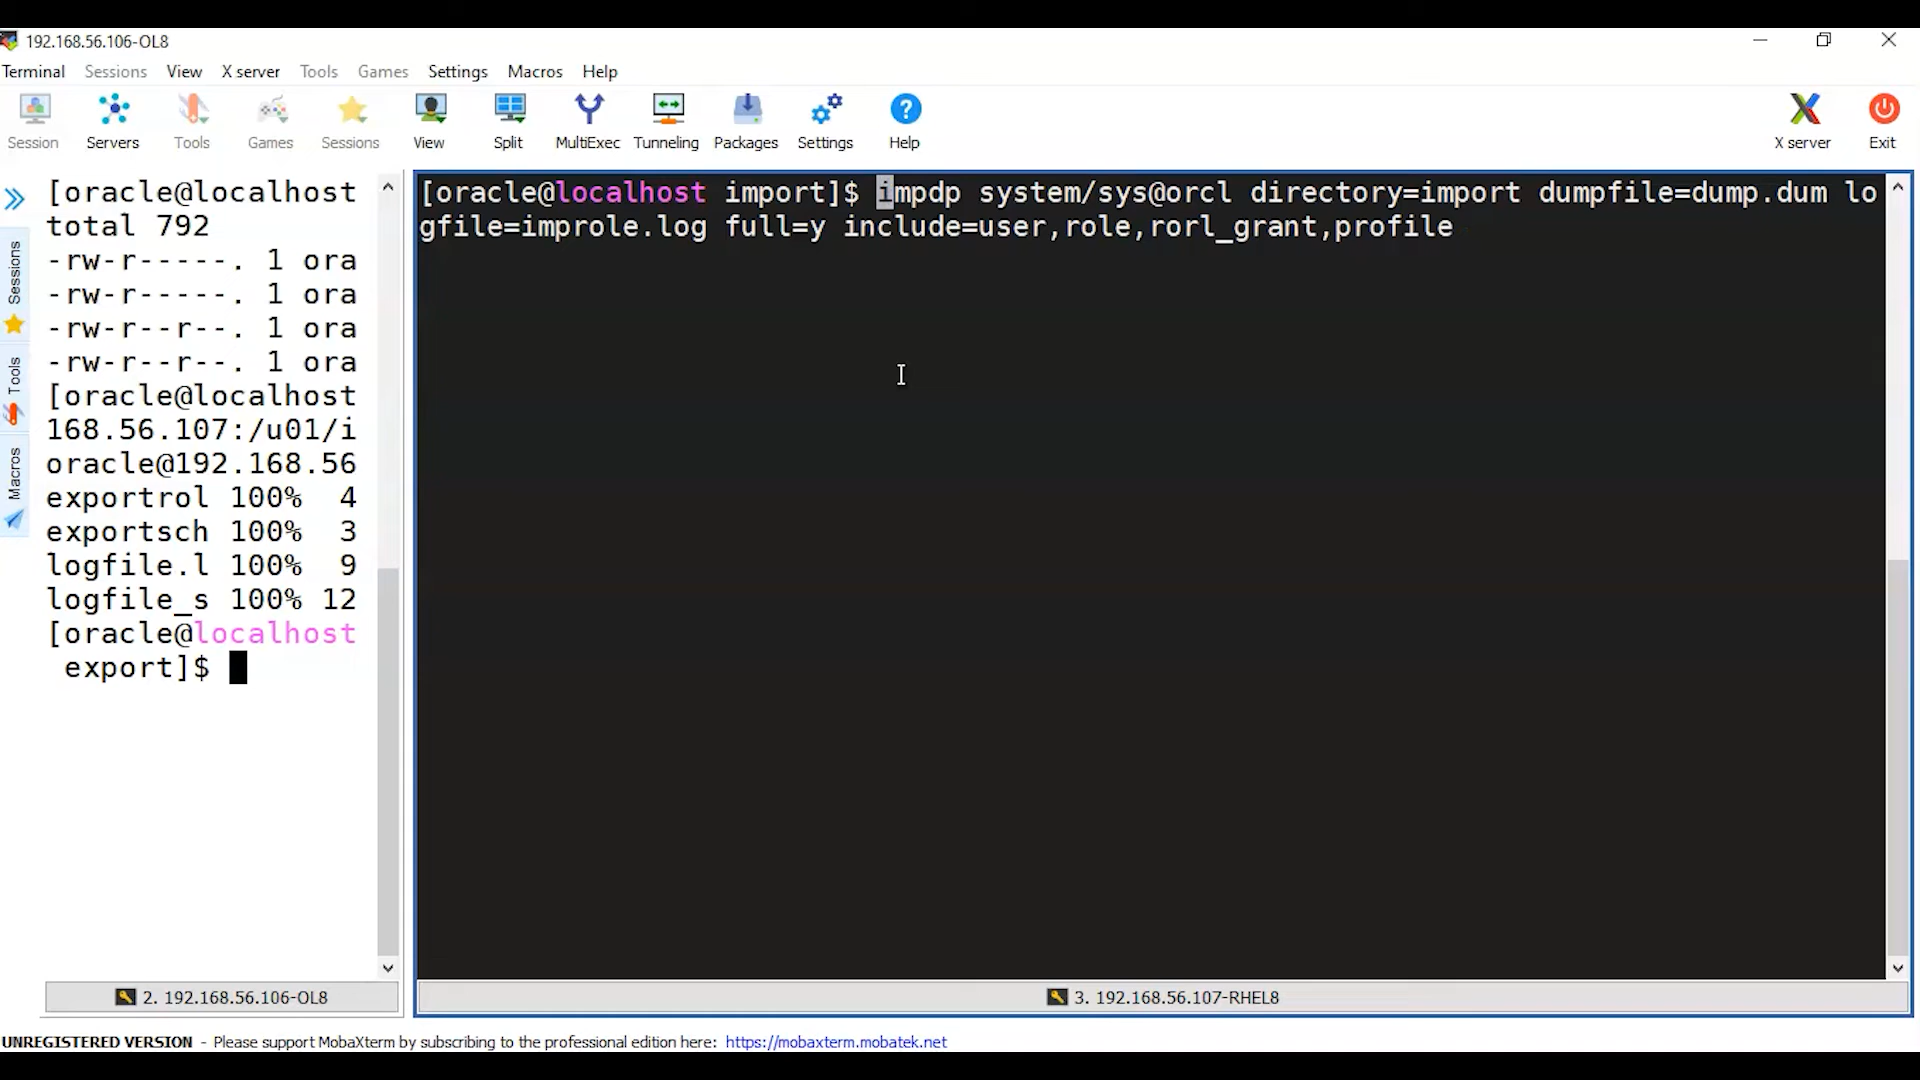 192.168.56.106-OL8
Terminal Sessions View X server Tools Games Settings Macros Help
Session Servers Tools Games Sessions View Split MultiExec Tunneling Packages Settings Help X server Exit
Sessions
Tools
Macros
[oracle@localhost
total 792
-rw-r-----. 1 ora
-rw-r-----. 1 ora
-rw-r--r--. 1 ora
-rw-r--r--. 1 ora
[oracle@localhost
168.56.107:/u01/i
oracle@192.168.56
exportrol 100% 4
exportsch 100% 3
logfile.l 100% 9
logfile_s 100% 12
[oracle@localhost
export]$
[oracle@localhost import]$ impdp system/sys@orcl directory=import dumpfile=dump.dum lo
gfile=improle.log full=y include=user,role,rorl_grant,profile
2. 192.168.56.106-OL8
3. 192.168.56.107-RHEL8
UNREGISTERED VERSION - Please support MobaXterm by subscribing to the professional edition here: https://mobaxterm.mobatek.net